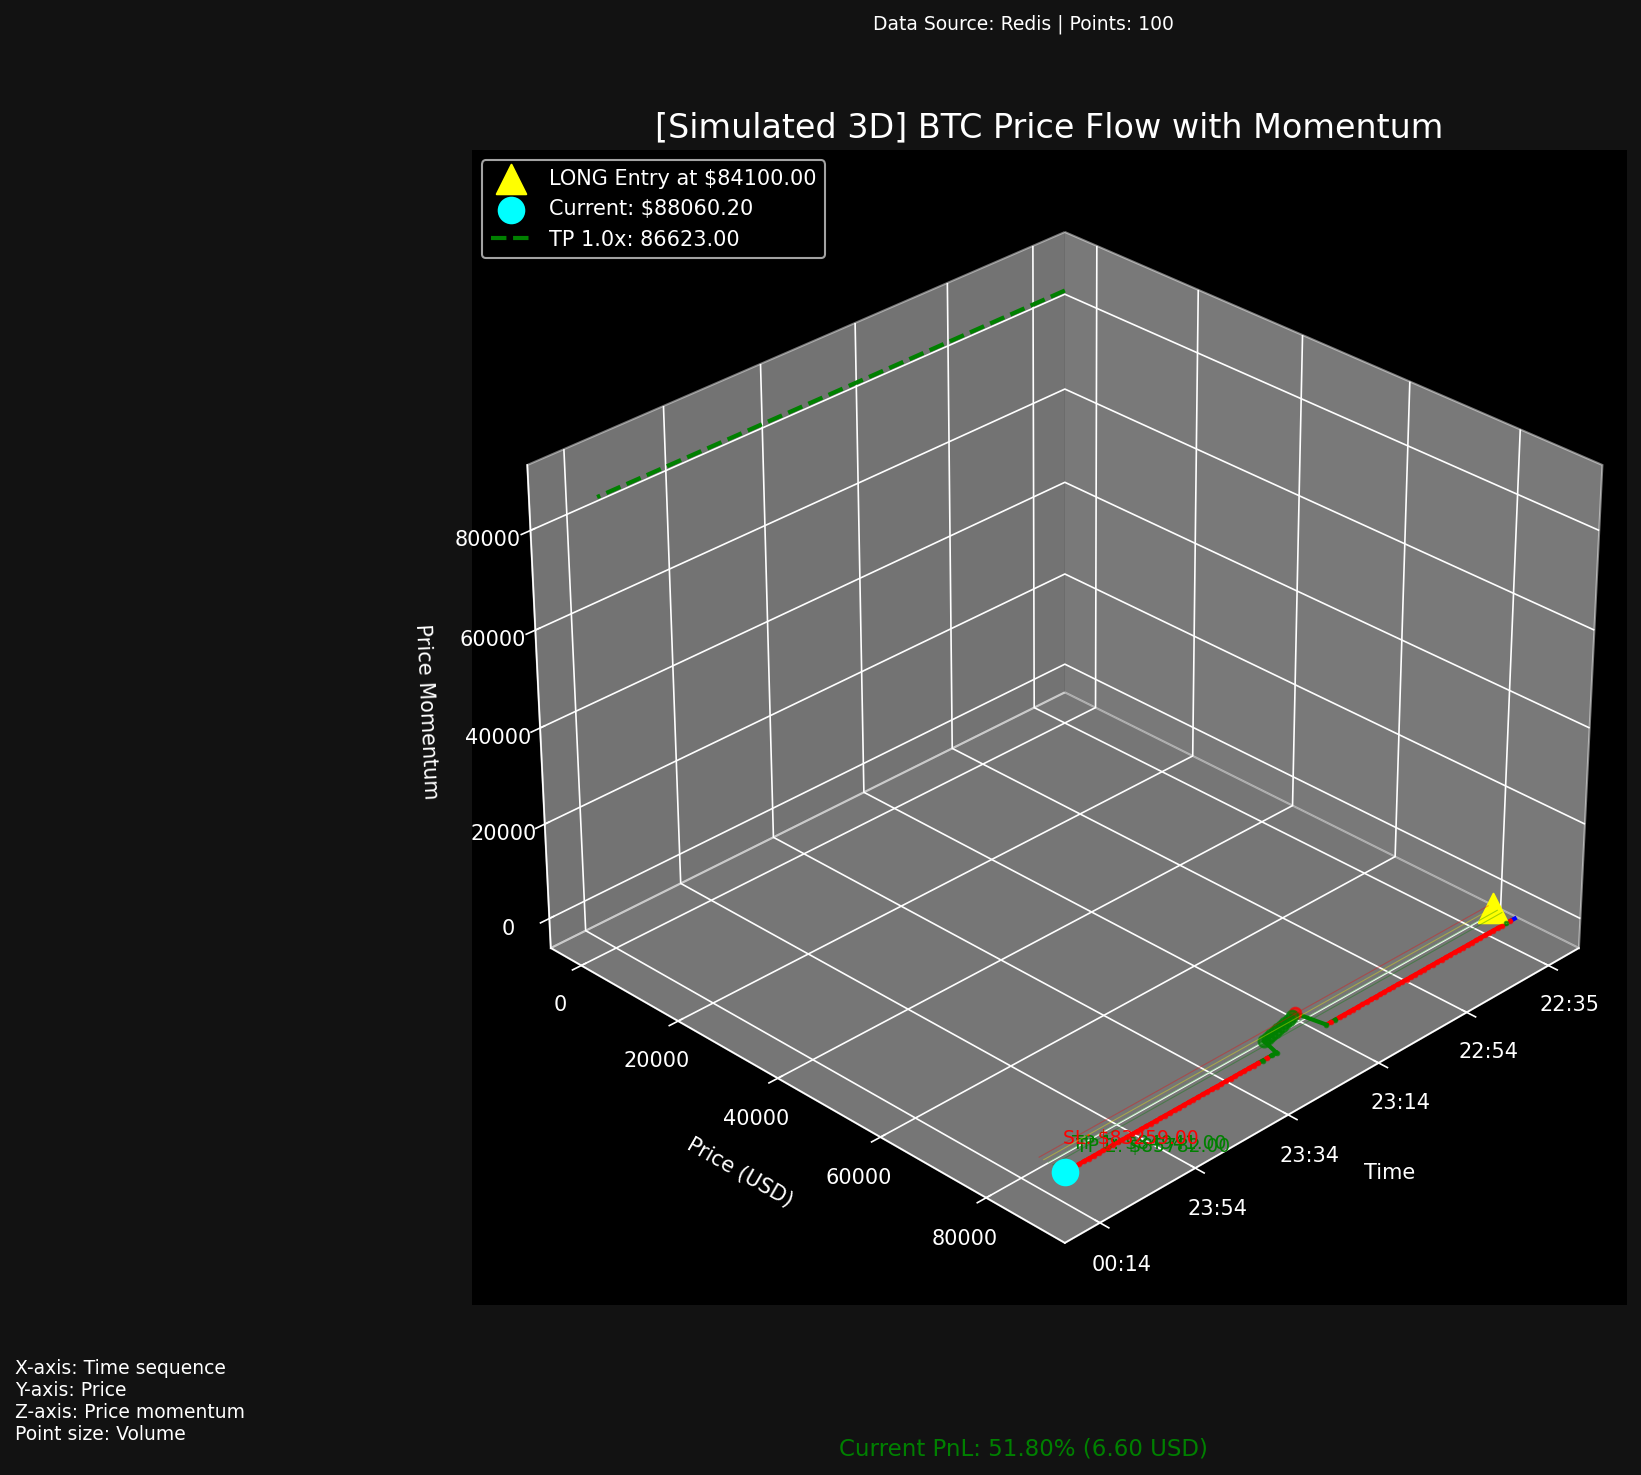 Data Source: Redis | Points: 100
[Simulated 3D] BTC Price Flow with Momentum
LONG Entry at $84100.00
Current: $88060.20
TP 1.0x: 86623.00
80000
60000
40000
20000
0
Price Momentum
0
20000
40000
60000
80000
Price (USD)
22:35
22:54
23:14
23:34
23:54
00:14
Time
X-axis: Time sequence
Y-axis: Price
Z-axis: Price momentum
Point size: Volume
Current PnL: 51.80% (6.60 USD)